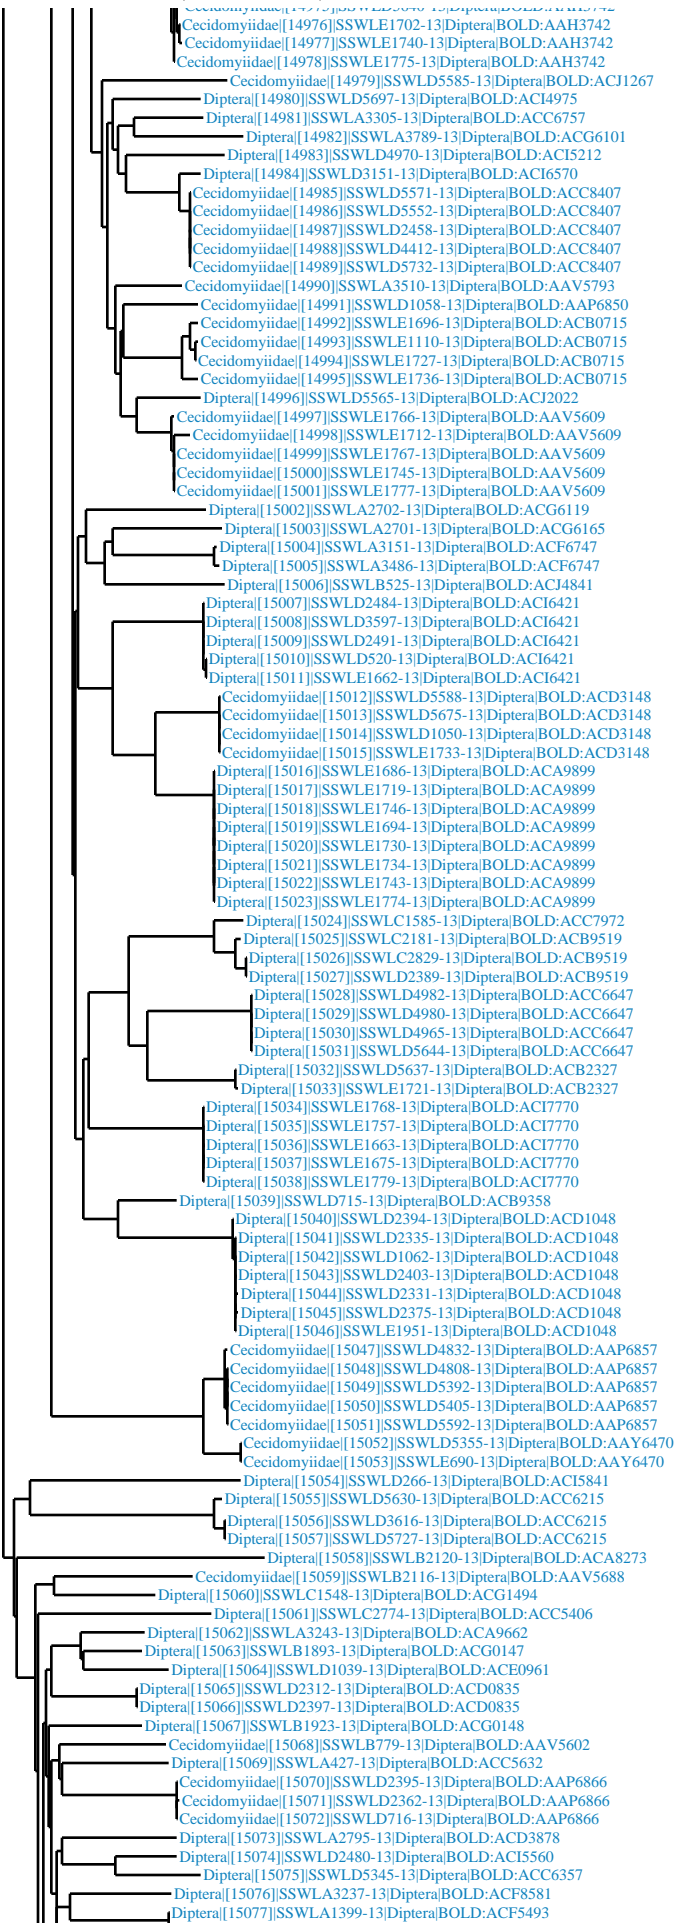 Cecidomyiidae|[14976]|SSWLE1702-13|Diptera|BOLD:AAH3742
Cecidomyiidae|[14977]|SSWLE1740-13|Diptera|BOLD:AAH3742
Cecidomyiidae|[14978]|SSWLE1775-13|Diptera|BOLD:AAH3742
Cecidomyiidae|[14979]|SSWLD5585-13|Diptera|BOLD:ACJ1267
Diptera|[14980]|SSWLD5697-13|Diptera|BOLD:ACI4975
Diptera|[14981]|SSWLA3305-13|Diptera|BOLD:ACC6757
Diptera|[14982]|SSWLA3789-13|Diptera|BOLD:ACG6101
Diptera|[14983]|SSWLD4970-13|Diptera|BOLD:ACI5212
Diptera|[14984]|SSWLD3151-13|Diptera|BOLD:ACI6570
Cecidomyiidae|[14985]|SSWLD5571-13|Diptera|BOLD:ACC8407
Cecidomyiidae|[14986]|SSWLD5552-13|Diptera|BOLD:ACC8407
Cecidomyiidae|[14987]|SSWLD2458-13|Diptera|BOLD:ACC8407
Cecidomyiidae|[14988]|SSWLD4412-13|Diptera|BOLD:ACC8407
Cecidomyiidae|[14989]|SSWLD5732-13|Diptera|BOLD:ACC8407
Cecidomyiidae|[14990]|SSWLA3510-13|Diptera|BOLD:AAV5793
Cecidomyiidae|[14991]|SSWLD1058-13|Diptera|BOLD:AAP6850
Cecidomyiidae|[14992]|SSWLE1696-13|Diptera|BOLD:ACB0715
Cecidomyiidae|[14993]|SSWLE1110-13|Diptera|BOLD:ACB0715
Cecidomyiidae|[14994]|SSWLE1727-13|Diptera|BOLD:ACB0715
Cecidomyiidae|[14995]|SSWLE1736-13|Diptera|BOLD:ACB0715
Diptera|[14996]|SSWLD5565-13|Diptera|BOLD:ACJ2022
Cecidomyiidae|[14997]|SSWLE1766-13|Diptera|BOLD:AAV5609
Cecidomyiidae|[14998]|SSWLE1712-13|Diptera|BOLD:AAV5609
Cecidomyiidae|[14999]|SSWLE1767-13|Diptera|BOLD:AAV5609
Cecidomyiidae|[15000]|SSWLE1745-13|Diptera|BOLD:AAV5609
Cecidomyiidae|[15001]|SSWLE1777-13|Diptera|BOLD:AAV5609
Diptera|[15002]|SSWLA2702-13|Diptera|BOLD:ACG6119
Diptera|[15003]|SSWLA2701-13|Diptera|BOLD:ACG6165
Diptera|[15004]|SSWLA3151-13|Diptera|BOLD:ACF6747
Diptera|[15005]|SSWLA3486-13|Diptera|BOLD:ACF6747
Diptera|[15006]|SSWLB525-13|Diptera|BOLD:ACJ4841
Diptera|[15007]|SSWLD2484-13|Diptera|BOLD:ACI6421
Diptera|[15008]|SSWLD3597-13|Diptera|BOLD:ACI6421
Diptera|[15009]|SSWLD2491-13|Diptera|BOLD:ACI6421
Diptera|[15010]|SSWLD520-13|Diptera|BOLD:ACI6421
Diptera|[15011]|SSWLE1662-13|Diptera|BOLD:ACI6421
Cecidomyiidae|[15012]|SSWLD5588-13|Diptera|BOLD:ACD3148
Cecidomyiidae|[15013]|SSWLD5675-13|Diptera|BOLD:ACD3148
Cecidomyiidae|[15014]|SSWLD1050-13|Diptera|BOLD:ACD3148
Cecidomyiidae|[15015]|SSWLE1733-13|Diptera|BOLD:ACD3148
Diptera|[15016]|SSWLE1686-13|Diptera|BOLD:ACA9899
Diptera|[15017]|SSWLE1719-13|Diptera|BOLD:ACA9899
Diptera|[15018]|SSWLE1746-13|Diptera|BOLD:ACA9899
Diptera|[15019]|SSWLE1694-13|Diptera|BOLD:ACA9899
Diptera|[15020]|SSWLE1730-13|Diptera|BOLD:ACA9899
Diptera|[15021]|SSWLE1734-13|Diptera|BOLD:ACA9899
Diptera|[15022]|SSWLE1743-13|Diptera|BOLD:ACA9899
Diptera|[15023]|SSWLE1774-13|Diptera|BOLD:ACA9899
Diptera|[15024]|SSWLC1585-13|Diptera|BOLD:ACC7972
Diptera|[15025]|SSWLC2181-13|Diptera|BOLD:ACB9519
Diptera|[15026]|SSWLC2829-13|Diptera|BOLD:ACB9519
Diptera|[15027]|SSWLD2389-13|Diptera|BOLD:ACB9519
Diptera|[15028]|SSWLD4982-13|Diptera|BOLD:ACC6647
Diptera|[15029]|SSWLD4980-13|Diptera|BOLD:ACC6647
Diptera|[15030]|SSWLD4965-13|Diptera|BOLD:ACC6647
Diptera|[15031]|SSWLD5644-13|Diptera|BOLD:ACC6647
Diptera|[15032]|SSWLD5637-13|Diptera|BOLD:ACB2327
Diptera|[15033]|SSWLE1721-13|Diptera|BOLD:ACB2327
Diptera|[15034]|SSWLE1768-13|Diptera|BOLD:ACI7770
Diptera|[15035]|SSWLE1757-13|Diptera|BOLD:ACI7770
Diptera|[15036]|SSWLE1663-13|Diptera|BOLD:ACI7770
Diptera|[15037]|SSWLE1675-13|Diptera|BOLD:ACI7770
Diptera|[15038]|SSWLE1779-13|Diptera|BOLD:ACI7770
Diptera|[15039]|SSWLD715-13|Diptera|BOLD:ACB9358
Diptera|[15040]|SSWLD2394-13|Diptera|BOLD:ACD1048
Diptera|[15041]|SSWLD2335-13|Diptera|BOLD:ACD1048
Diptera|[15042]|SSWLD1062-13|Diptera|BOLD:ACD1048
Diptera|[15043]|SSWLD2403-13|Diptera|BOLD:ACD1048
Diptera|[15044]|SSWLD2331-13|Diptera|BOLD:ACD1048
Diptera|[15045]|SSWLD2375-13|Diptera|BOLD:ACD1048
Diptera|[15046]|SSWLE1951-13|Diptera|BOLD:ACD1048
Cecidomyiidae|[15047]|SSWLD4832-13|Diptera|BOLD:AAP6857
Cecidomyiidae|[15048]|SSWLD4808-13|Diptera|BOLD:AAP6857
Cecidomyiidae|[15049]|SSWLD5392-13|Diptera|BOLD:AAP6857
Cecidomyiidae|[15050]|SSWLD5405-13|Diptera|BOLD:AAP6857
Cecidomyiidae|[15051]|SSWLD5592-13|Diptera|BOLD:AAP6857
Cecidomyiidae|[15052]|SSWLD5355-13|Diptera|BOLD:AAY6470
Cecidomyiidae|[15053]|SSWLE690-13|Diptera|BOLD:AAY6470
Diptera|[15054]|SSWLD266-13|Diptera|BOLD:ACI5841
Diptera|[15055]|SSWLD5630-13|Diptera|BOLD:ACC6215
Diptera|[15056]|SSWLD3616-13|Diptera|BOLD:ACC6215
Diptera|[15057]|SSWLD5727-13|Diptera|BOLD:ACC6215
Diptera|[15058]|SSWLB2120-13|Diptera|BOLD:ACA8273
Cecidomyiidae|[15059]|SSWLB2116-13|Diptera|BOLD:AAV5688
Diptera|[15060]|SSWLC1548-13|Diptera|BOLD:ACG1494
Diptera|[15061]|SSWLC2774-13|Diptera|BOLD:ACC5406
Diptera|[15062]|SSWLA3243-13|Diptera|BOLD:ACA9662
Diptera|[15063]|SSWLB1893-13|Diptera|BOLD:ACG0147
Diptera|[15064]|SSWLD1039-13|Diptera|BOLD:ACE0961
Diptera|[15065]|SSWLD2312-13|Diptera|BOLD:ACD0835
Diptera|[15066]|SSWLD2397-13|Diptera|BOLD:ACD0835
Diptera|[15067]|SSWLB1923-13|Diptera|BOLD:ACG0148
Cecidomyiidae|[15068]|SSWLB779-13|Diptera|BOLD:AAV5602
Diptera|[15069]|SSWLA427-13|Diptera|BOLD:ACC5632
Cecidomyiidae|[15070]|SSWLD2395-13|Diptera|BOLD:AAP6866
Cecidomyiidae|[15071]|SSWLD2362-13|Diptera|BOLD:AAP6866
Cecidomyiidae|[15072]|SSWLD716-13|Diptera|BOLD:AAP6866
Diptera|[15073]|SSWLA2795-13|Diptera|BOLD:ACD3878
Diptera|[15074]|SSWLD2480-13|Diptera|BOLD:ACI5560
Diptera|[15075]|SSWLD5345-13|Diptera|BOLD:ACC6357
Diptera|[15076]|SSWLA3237-13|Diptera|BOLD:ACF8581
Diptera|[15077]|SSWLA1399-13|Diptera|BOLD:ACF5493